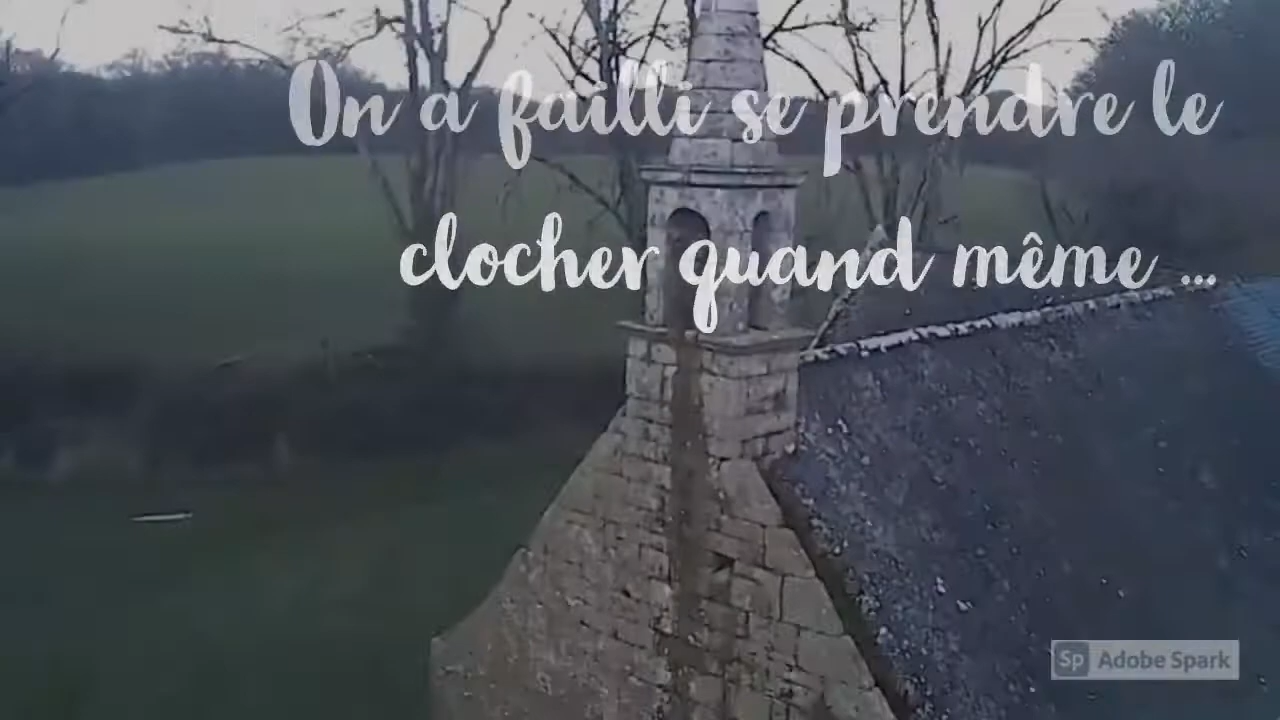 On a failli se prendre le
clocher quand même ...
Sp Adobe Spark